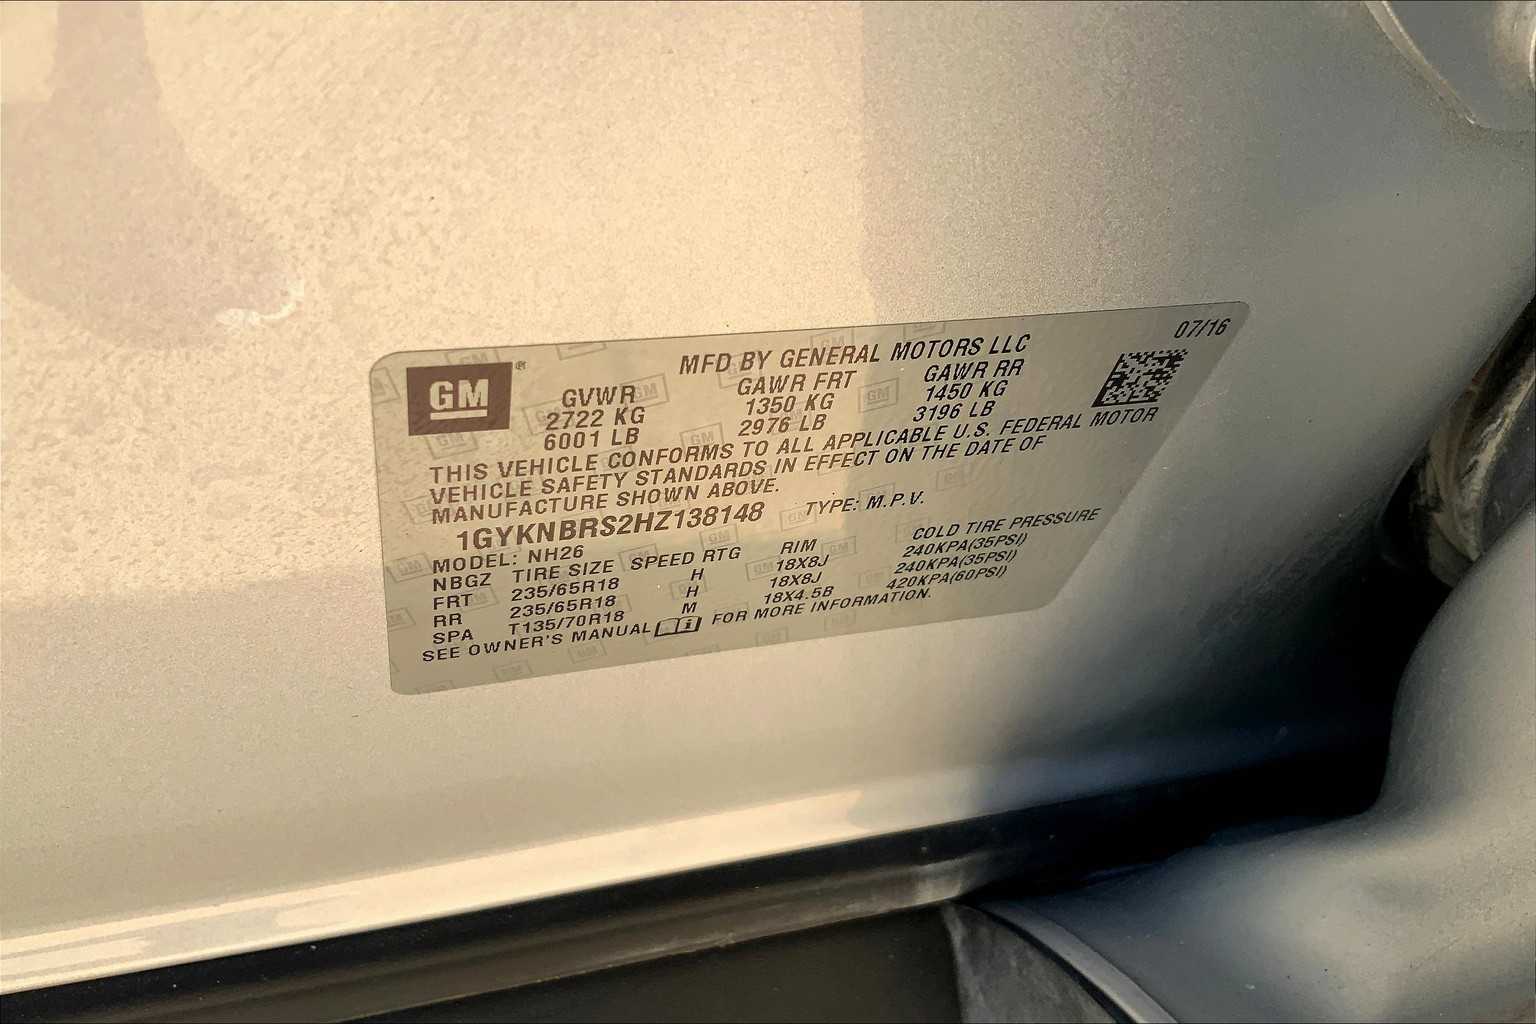 GM ®
MFD BY GENERAL MOTORS LLC 07/16
GVWR GAWR FRT GAWR RR
2722 KG 1350 KG 1450 KG
6001 LB 2976 LB 3196 LB
THIS VEHICLE CONFORMS TO ALL APPLICABLE U.S. FEDERAL MOTOR
VEHICLE SAFETY STANDARDS IN EFFECT ON THE DATE OF
MANUFACTURE SHOWN ABOVE.
1GYKNBRS2HZ138148 TYPE: M.P.V.
MODEL: NH26
NBGZ TIRE SIZE SPEED RTG RIM COLD TIRE PRESSURE
FRT 235/65R18 H 18X8J 240KPA(35PSI)
RR 235/65R18 H 18X8J 240KPA(35PSI)
SPA T135/70R18 M 18X4.5B 420KPA(60PSI)
SEE OWNER'S MANUAL FOR MORE INFORMATION.